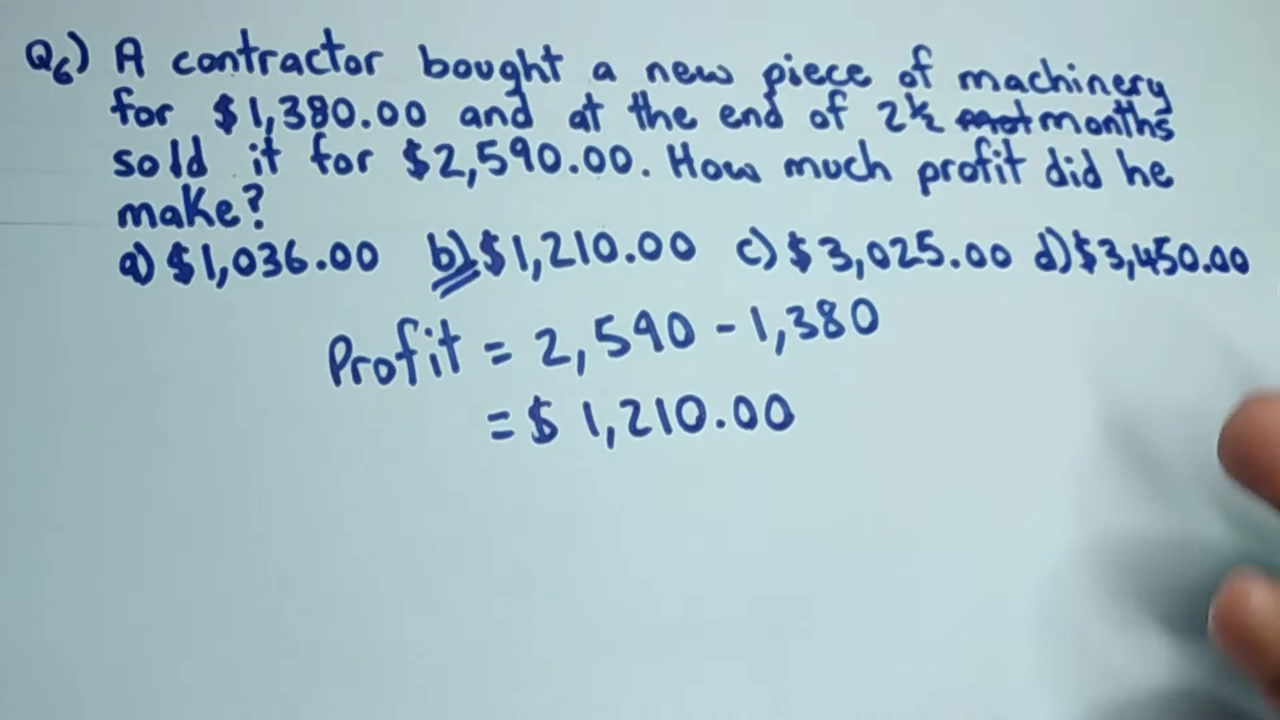 Q6) A contractor bought a new piece of machinery
for $1,380.00 and at the end of 2½ months
sold it for $2,590.00. How much profit did he
make?
a) $1,036.00 b) $1,210.00 c) $3,025.00 d) $3,450.00
Profit = 2,590 - 1,380
= $ 1,210.00